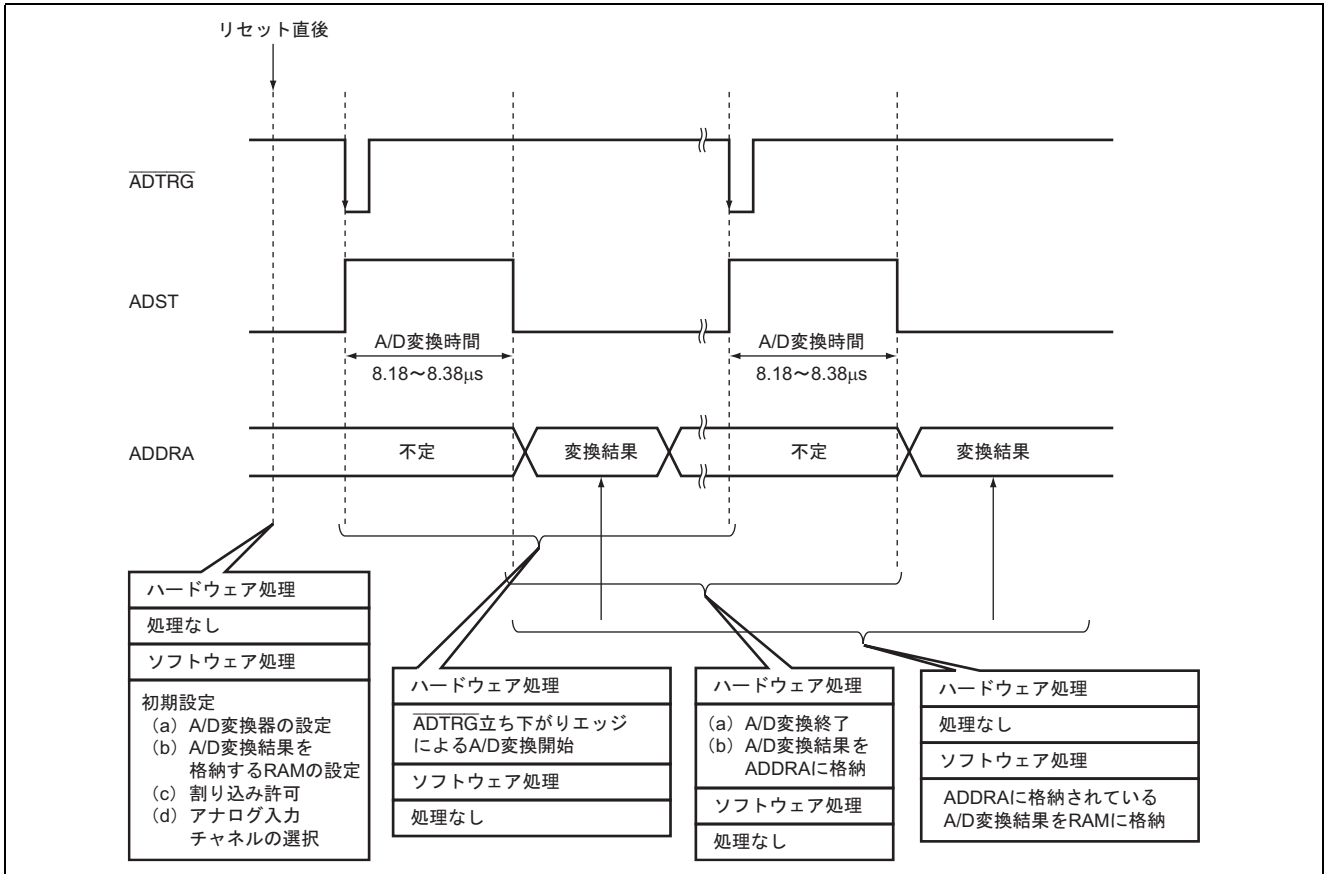 リセット直後
ADTRG
ADST
A/D変換時間
8.18～8.38μs
A/D変換時間
8.18～8.38μs
ADDRA
不定
変換結果
不定
変換結果
ハードウェア処理
処理なし
ソフトウェア処理
初期設定
（a）A/D変換器の設定
（b）A/D変換結果を
格納するRAMの設定
（c）割り込み許可
（d）アナログ入力
チャネルの選択
ハードウェア処理
ADTRG立ち下がりエッジ
によるA/D変換開始
ソフトウェア処理
処理なし
ハードウェア処理
（a）A/D変換終了
（b）A/D変換結果を
ADDRAに格納
ソフトウェア処理
処理なし
ハードウェア処理
処理なし
ソフトウェア処理
ADDRAに格納されている
A/D変換結果をRAMに格納